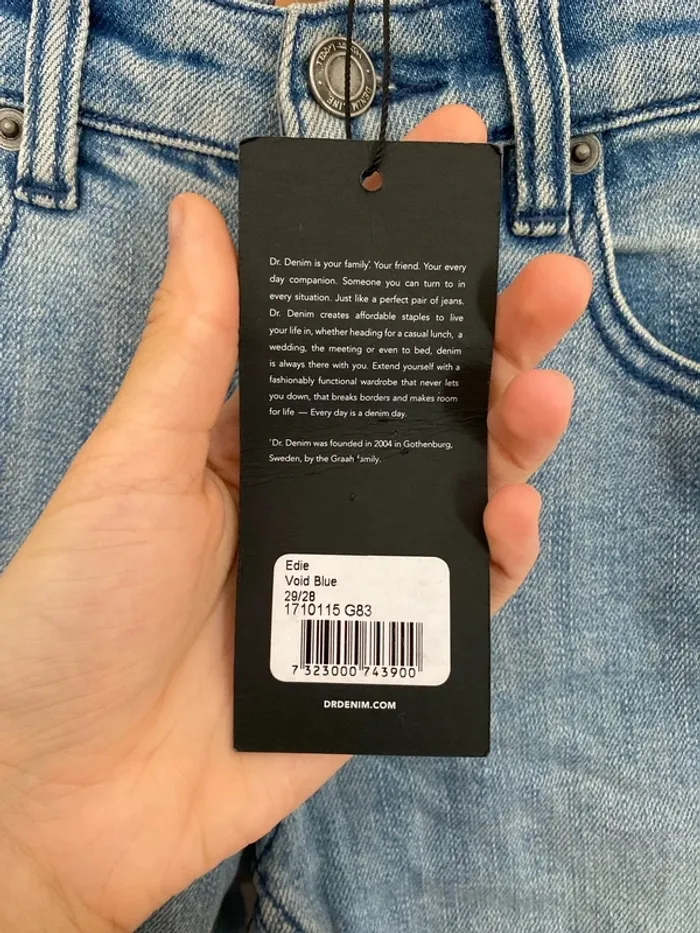 Dr. Denim is your family*. Your friend. Your every
day companion. Someone you can turn to in
every situation. Just like a perfect pair of jeans.
Dr. Denim creates affordable staples to live
your life in, whether heading for a casual lunch, a
wedding, the meeting or even to bed, denim
is always there with you. Extend yourself with a
fashionably functional wardrobe that never lets
you down, that breaks borders and makes room
for life — Every day is a denim day.
*Dr. Denim was founded in 2004 in Gothenburg,
Sweden, by the Graah family.
Edie
Void Blue
29/28
1710115 G83
7 323000 743900
DRDENIM.COM